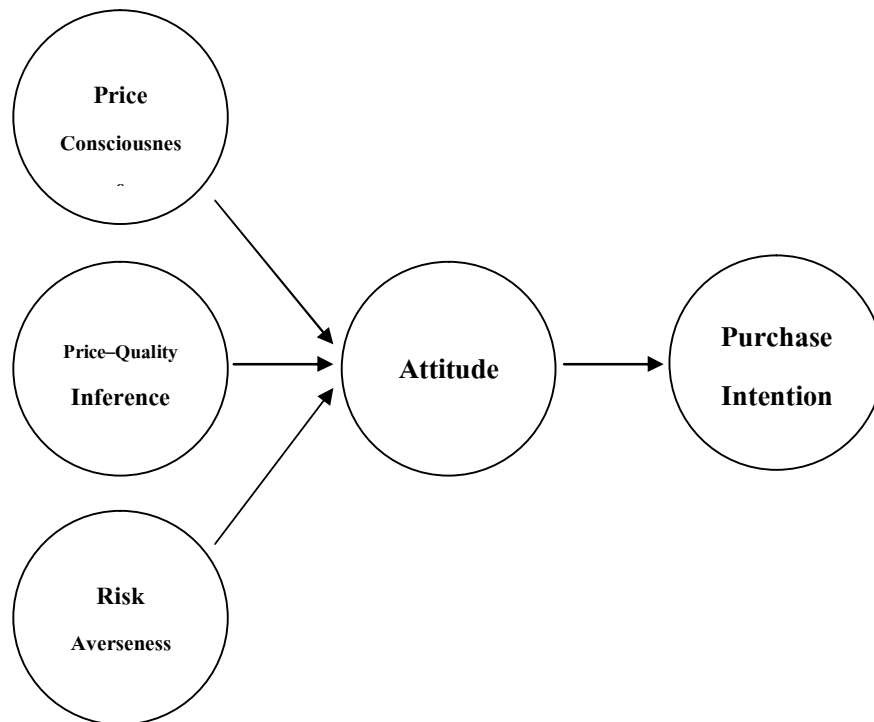 Price
Consciousnes
Price–Quality
Inference
Attitude
Purchase
Intention
Risk
Averseness